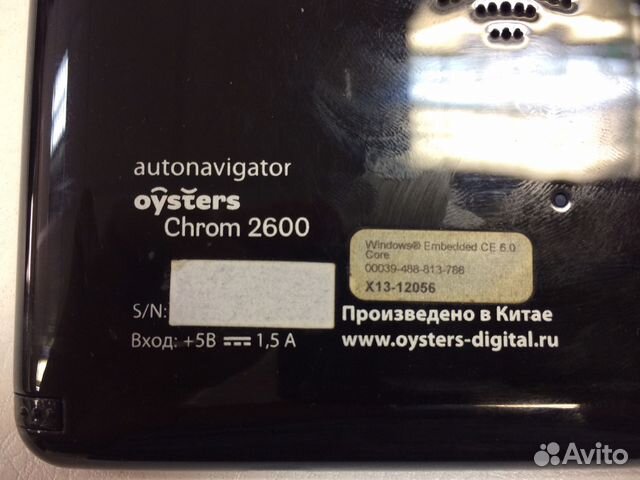 autonavigator
oysters
Chrom 2600
Windows® Embedded CE 6.0
Core
00039-488-813-786
X13-12056
S/N:
Произведено в Китае
Вход: +5В 1,5 А
www.oysters-digital.ru
Avito